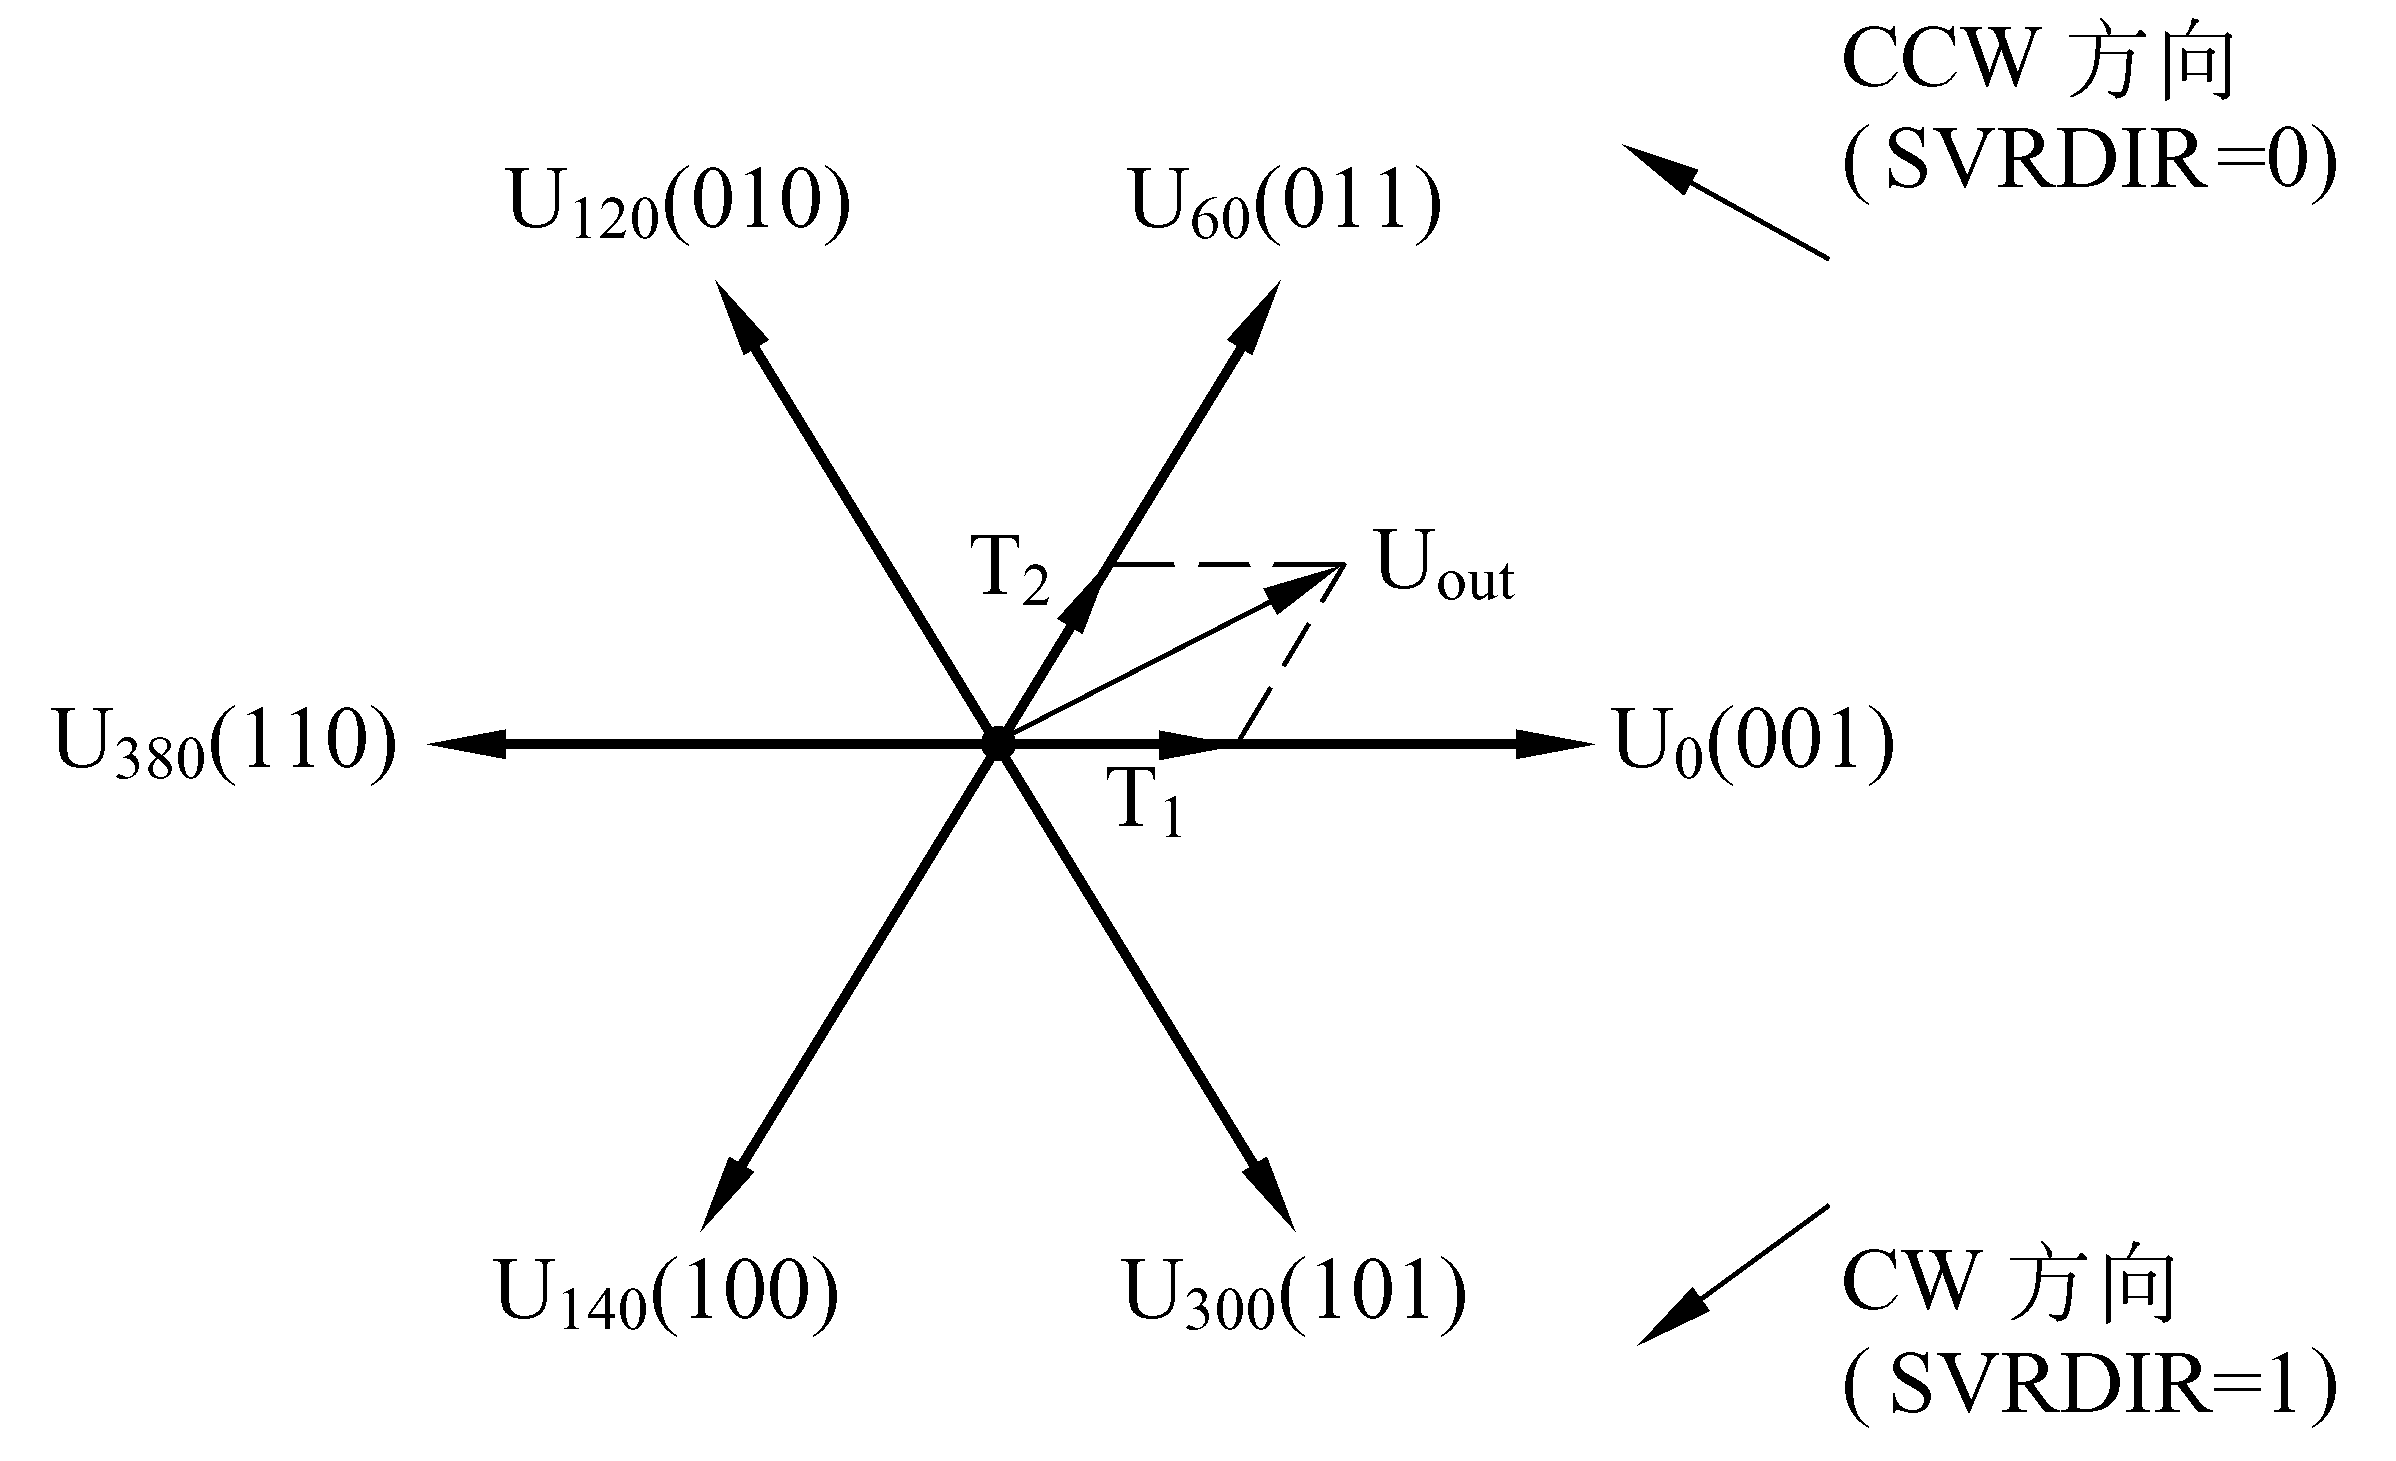 CCW 方向
(SVRDIR=0)
U120(010)
U60(011)
T2
Uout
U380(110)
U0(001)
T1
U140(100)
U300(101)
CW 方向
(SVRDIR=1)